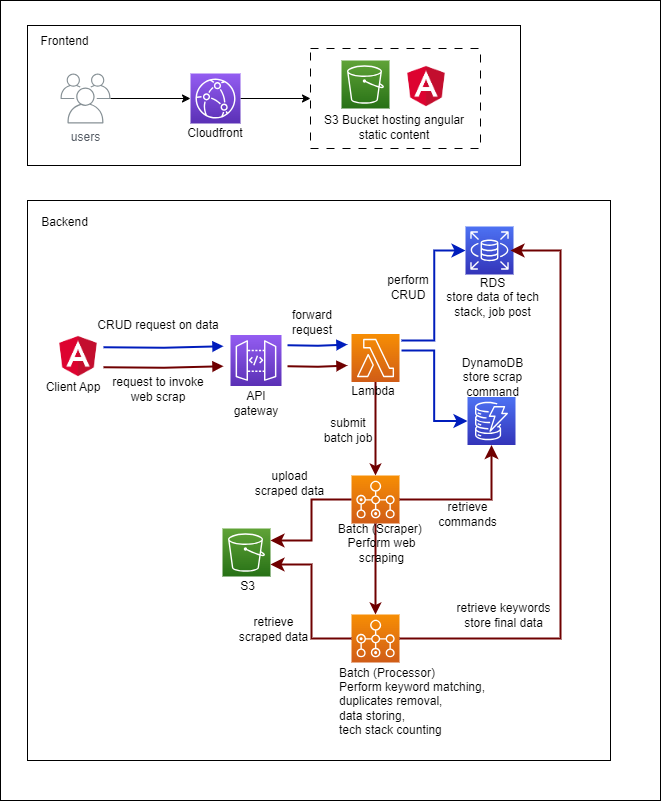 Frontend
users
Cloudfront
S3 Bucket hosting angular
static content
Backend
CRUD request on data
request to invoke
web scrap
Client App
API
gateway
forward
request
Lambda
perform
CRUD
RDS
store data of tech
stack, job post
DynamoDB
store scrap
command
submit
batch job
upload
scraped data
Batch (Scraper)
Perform web
scraping
retrieve
commands
S3
retrieve
scraped data
retrieve keywords
store final data
Batch (Processor)
Perform keyword matching,
duplicates removal,
data storing,
tech stack counting